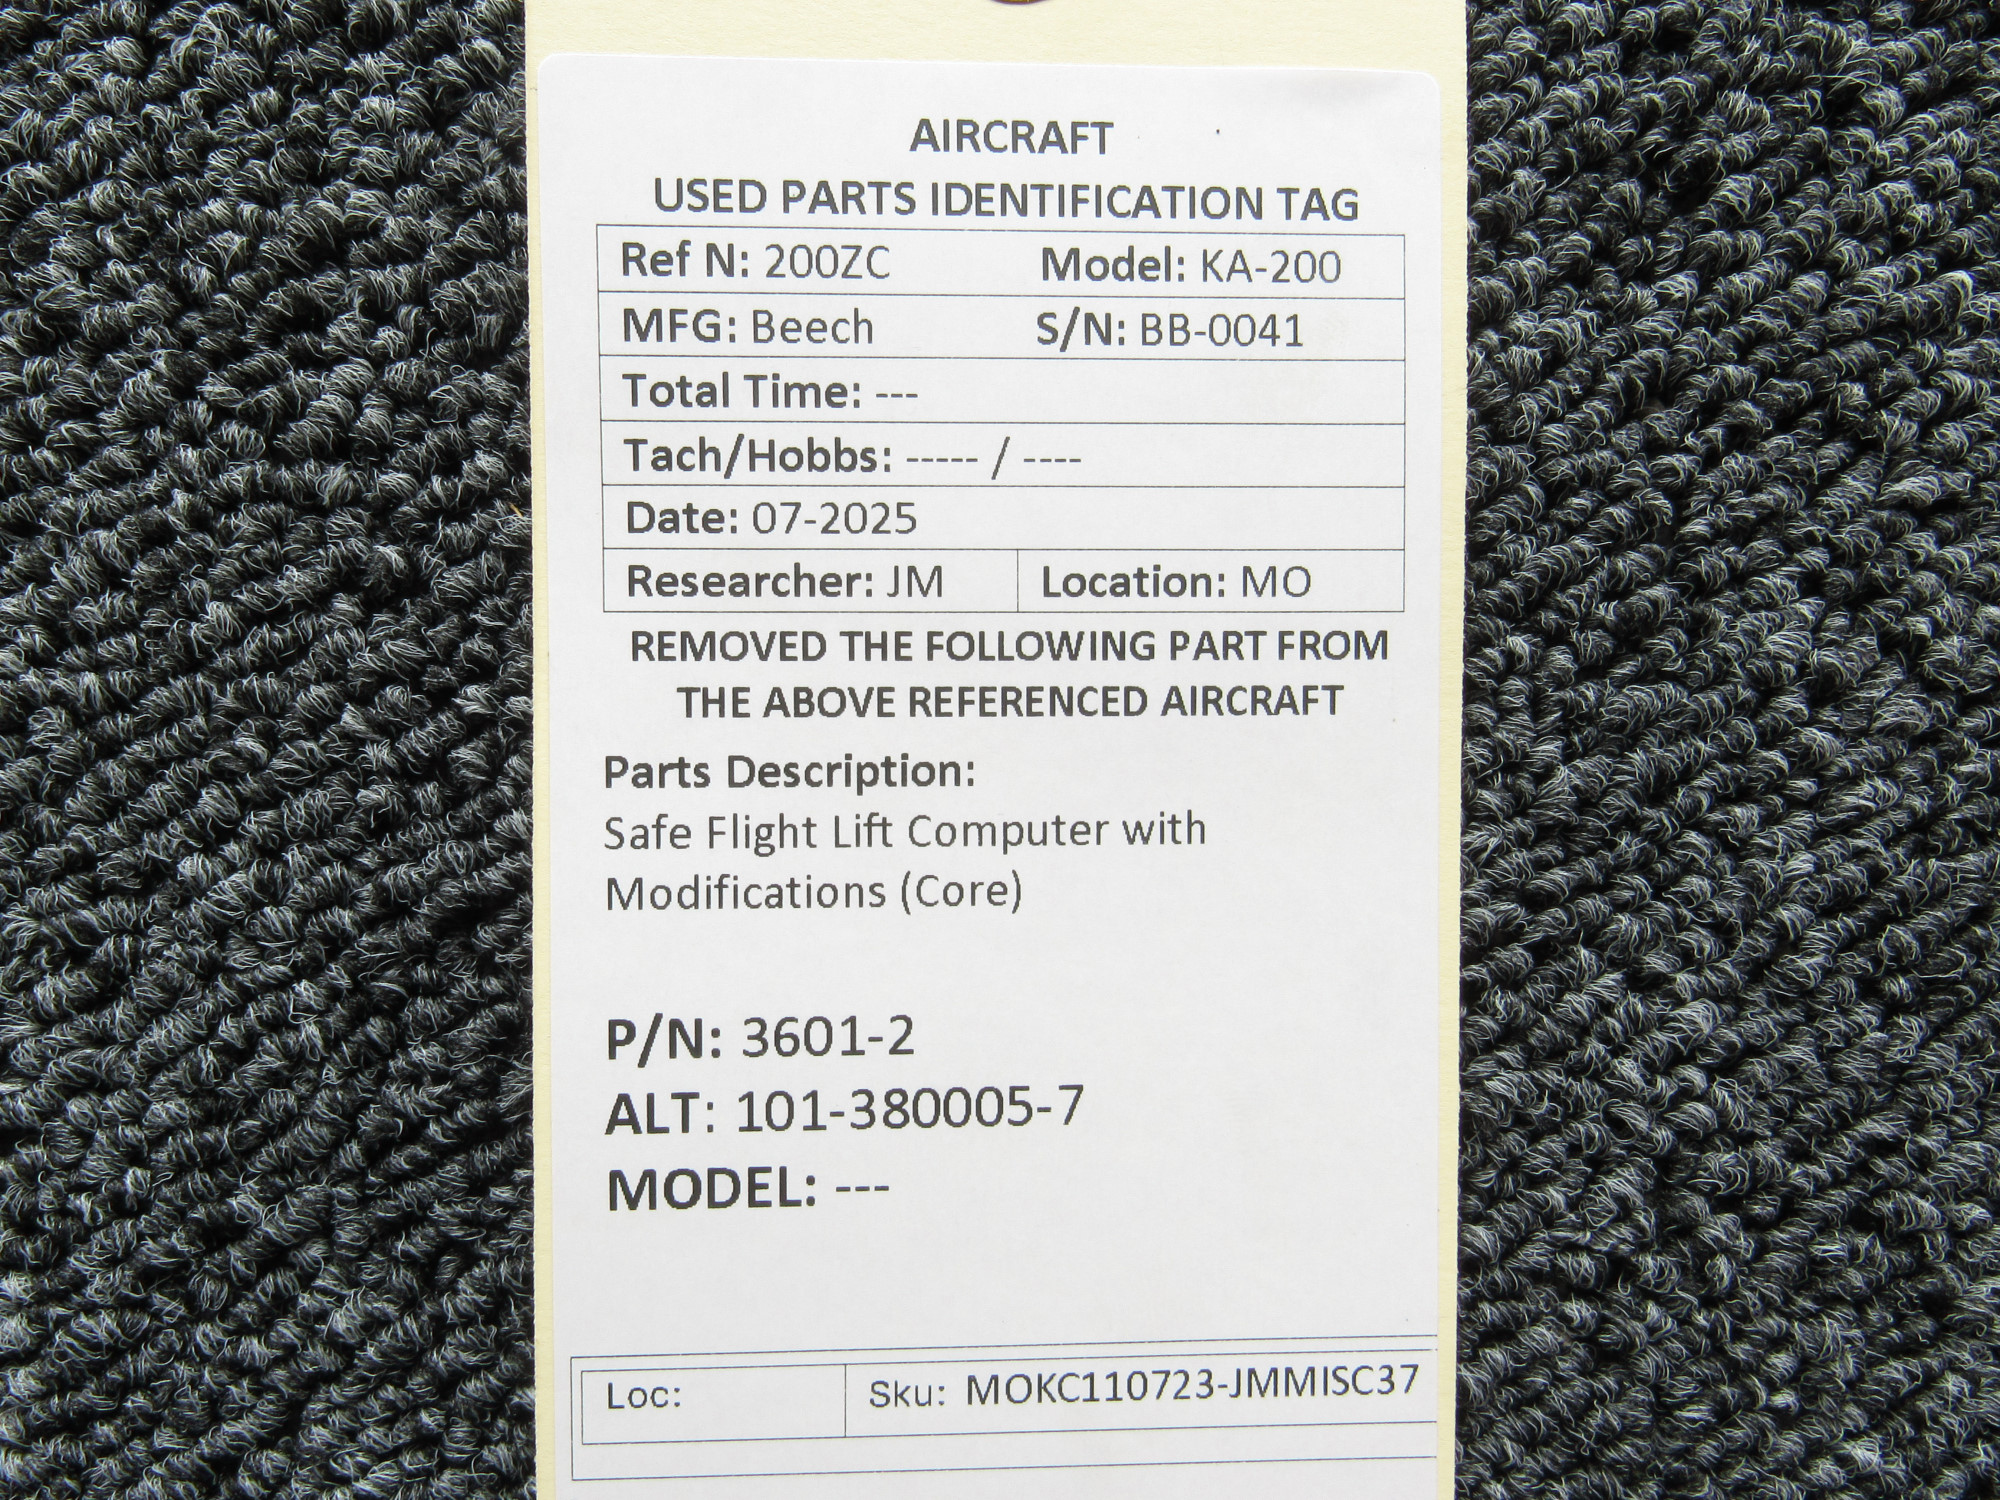 AIRCRAFT
USED PARTS IDENTIFICATION TAG
Ref N: 200ZC Model: KA-200
MFG: Beech S/N: BB-0041
Total Time: ---
Tach/Hobbs: ----- / ----
Date: 07-2025
Researcher: JM Location: MO
REMOVED THE FOLLOWING PART FROM
THE ABOVE REFERENCED AIRCRAFT
Parts Description:
Safe Flight Lift Computer with
Modifications (Core)
P/N: 3601-2
ALT: 101-380005-7
MODEL: ---
Loc: Sku: MOKC110723-JMMISC37